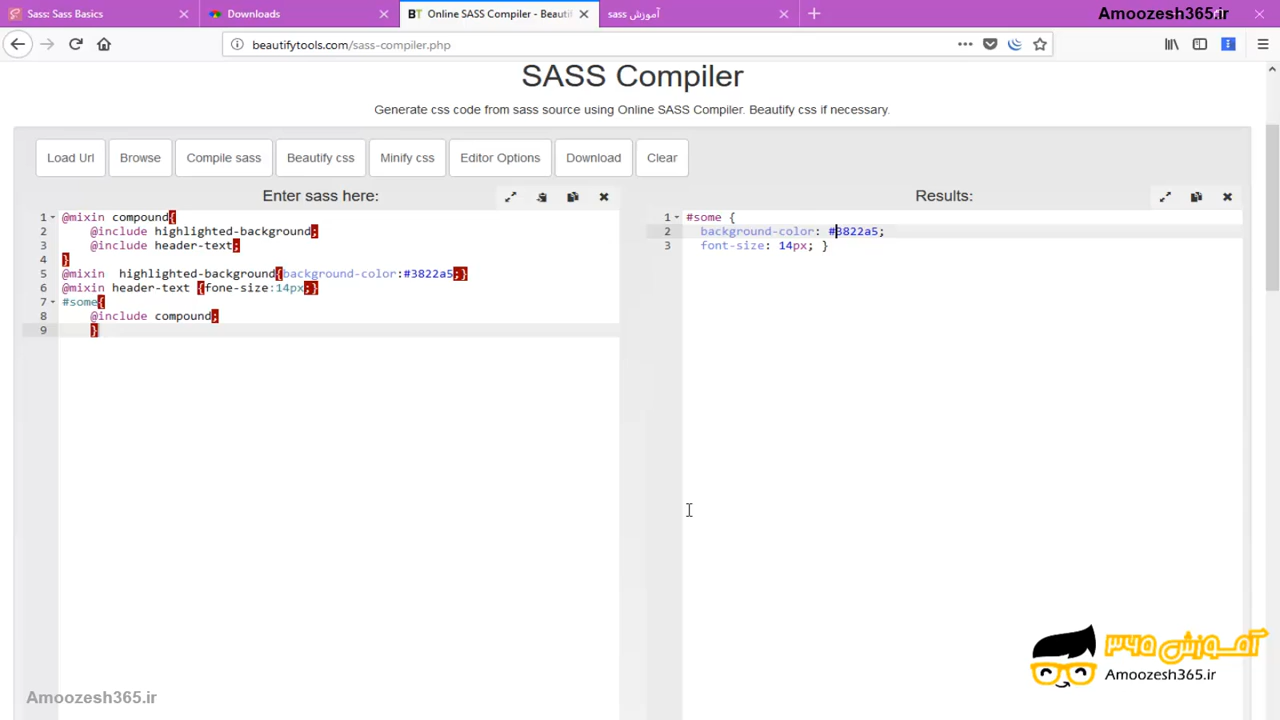 Sass: Sass Basics
Downloads
BT Online SASS Compiler - Beauti
آموزش sass
Amoozesh365.ir
beautifytools.com/sass-compiler.php
SASS Compiler
Generate css code from sass source using Online SASS Compiler. Beautify css if necessary.
Load Url
Browse
Compile sass
Beautify css
Minify css
Editor Options
Download
Clear
Enter sass here:
Results:
1 @mixin compound{
2 @include highlighted-background;
3 @include header-text;
4 }
5 @mixin highlighted-background{background-color:#3822a5;}
6 @mixin header-text {fone-size:14px;}
7 #some{
8 @include compound;
9 }
1 #some {
2 background-color: #3822a5;
3 font-size: 14px; }
آموزش ۳۶۵
Amoozesh365.ir
Amoozesh365.ir